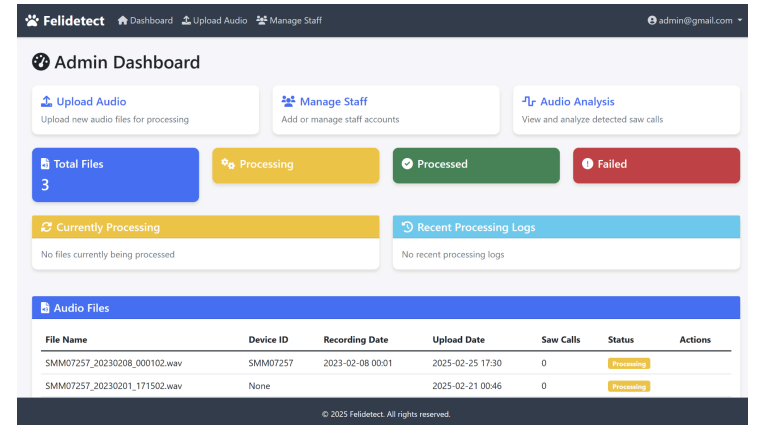 Felidetect Dashboard Upload Audio Manage Staff admin@gmail.com
Admin Dashboard
Upload Audio
Upload new audio files for processing
Manage Staff
Add or manage staff accounts
Audio Analysis
View and analyze detected saw calls
Total Files
3
Processing
Processed
Failed
Currently Processing
No files currently being processed
Recent Processing Logs
No recent processing logs
Audio Files
File Name Device ID Recording Date Upload Date Saw Calls Status Actions
SMM07257_20230208_000102.wav SMM07257 2023-02-08 00:01 2025-02-25 17:30 0 Processing
SMM07257_20230201_171502.wav None 2025-02-21 00:46 0 Processing
© 2025 Felidetect. All rights reserved.